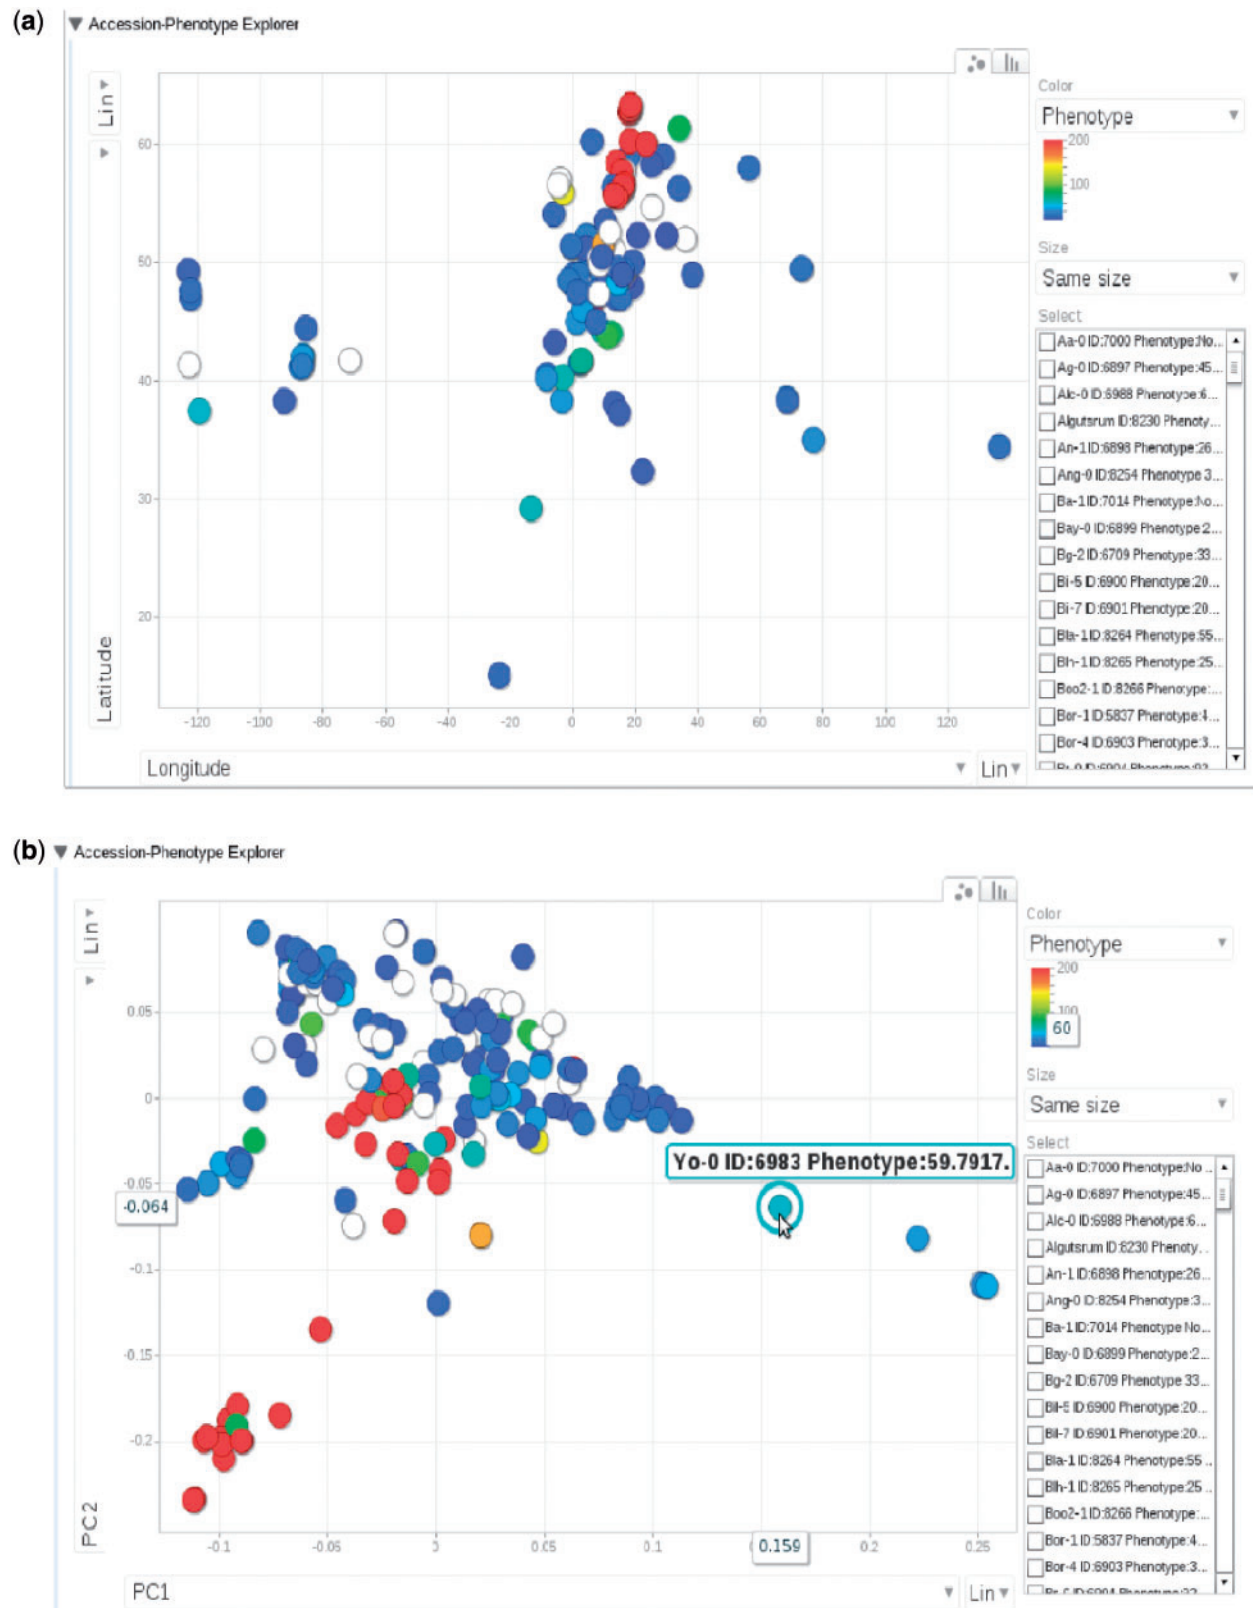 (a) Accession-Phenotype Explorer
Lin
Latitude
60
50
40
30
20
-120 -100 -80 -60 -40 -20 0 20 40 60 80 100 120
Longitude Lin
Color
Phenotype
200
100
Size
Same size
Select
Aa-0 ID:7000 Phenotype:No...
Ag-0 ID:6897 Phenotype:45...
Alc-0 ID:6988 Phenotype:6...
Algutsrum ID:8230 Phenoty...
An-1 ID:6898 Phenotype:26...
Ang-0 ID:8254 Phenotype 3...
Ba-1 ID:7014 Phenotype:No...
Bay-0 ID:6899 Phenotype:2...
Bg-2 ID:6709 Phenotype:33...
Bi-5 ID:6900 Phenotype:20...
Bi-7 ID:6901 Phenotype:20...
Bla-1 ID:8264 Phenotype:55...
Blh-1 ID:8265 Phenotype:25...
Boo2-1 ID:8266 Phenotype:...
Bor-1 ID:5837 Phenotype:4...
Bor-4 ID:6903 Phenotype:3...
(b) Accession-Phenotype Explorer
Lin
PC2
0.05
0
-0.05
-0.064
-0.1
-0.15
-0.2
Yo-0 ID:6983 Phenotype:59.7917.
-0.1 -0.05 0.05 0.1 0.159 0.2 0.25
PC1 Lin
Color
Phenotype
200
100
60
Size
Same size
Select
Aa-0 ID:7000 Phenotype:No ..
Ag-0 ID:6897 Phenotype:45...
Alc-0 ID:6988 Phenotype:6...
Algutsrum ID:8230 Phenoty..
An-1 ID:6898 Phenotype:26...
Ang-0 ID:8254 Phenotype:3...
Ba-1 ID:7014 Phenotype No...
Bay-0 ID:6899 Phenotype:2...
Bg-2 ID:6709 Phenotype 33...
Bil-5 ID:6900 Phenotype:20...
Bil-7 ID:6901 Phenotype:20...
Bla-1 ID:8264 Phenotype:55 ..
Blh-1 ID:8265 Phenotype:25 ...
Boo2-1 ID:8266 Phenotype:...
Bor-1 ID:5837 Phenotype:4...
Bor-4 ID:6903 Phenotype:3...